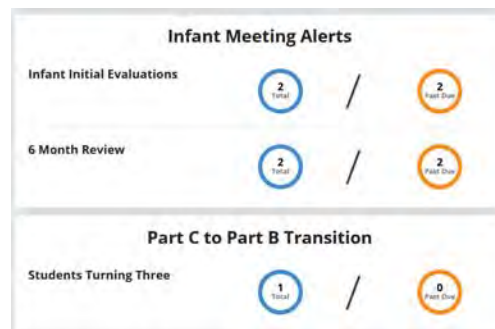 Infant Meeting Alerts
Infant Initial Evaluations
2
Total
/
2
Past Due
6 Month Review
2
Total
/
2
Past Due
Part C to Part B Transition
Students Turning Three
1
Total
/
0
Past Due